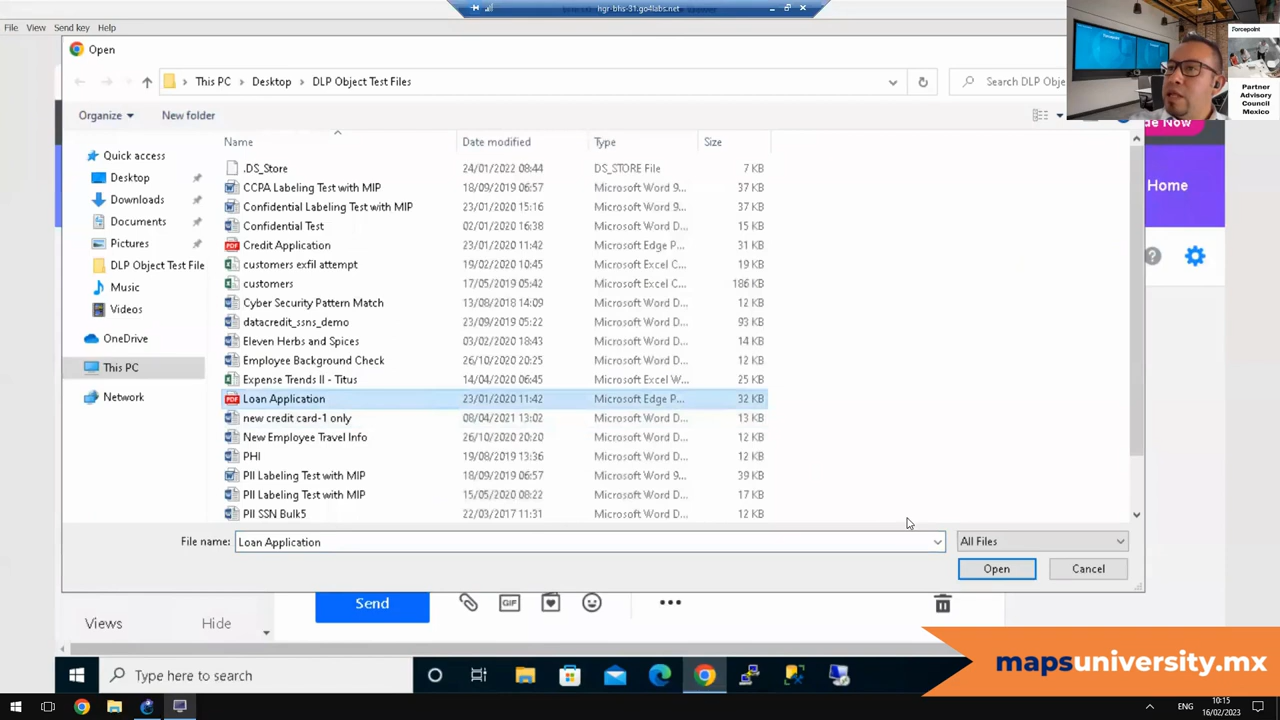 hgr-bhs-31.go4labs.net
File View Send key Help
Open
This PC Desktop DLP Object Test Files
Search DLP Obje
Organize New folder
Name Date modified Type Size
Quick access
Desktop
Downloads
Documents
Pictures
DLP Object Test File
Music
Videos
OneDrive
This PC
Network
.DS_Store 24/01/2022 08:44 DS_STORE File 7 KB
CCPA Labeling Test with MIP 18/09/2019 06:57 Microsoft Word 9... 37 KB
Confidential Labeling Test with MIP 23/01/2020 15:16 Microsoft Word 9... 37 KB
Confidential Test 02/01/2020 16:38 Microsoft Word D... 15 KB
Credit Application 23/01/2020 11:42 Microsoft Edge P... 31 KB
customers exfil attempt 19/02/2020 10:45 Microsoft Excel C... 19 KB
customers 17/05/2019 05:42 Microsoft Excel C... 186 KB
Cyber Security Pattern Match 13/08/2018 14:09 Microsoft Word D... 12 KB
datacredit_ssns_demo 23/09/2019 05:22 Microsoft Word D... 93 KB
Eleven Herbs and Spices 03/02/2020 18:43 Microsoft Word D... 14 KB
Employee Background Check 26/10/2020 20:25 Microsoft Word D... 12 KB
Expense Trends II - Titus 14/04/2020 06:45 Microsoft Excel W... 25 KB
Loan Application 23/01/2020 11:42 Microsoft Edge P... 32 KB
new credit card-1 only 08/04/2021 13:02 Microsoft Word D... 13 KB
New Employee Travel Info 26/10/2020 20:20 Microsoft Word D... 12 KB
PHI 19/08/2019 13:36 Microsoft Word D... 12 KB
PII Labeling Test with MIP 18/09/2019 06:57 Microsoft Word 9... 39 KB
PII Labeling Test with MIP 15/05/2020 08:22 Microsoft Word D... 17 KB
PII SSN Bulk5 22/03/2017 11:31 Microsoft Word D... 12 KB
File name: Loan Application
All Files
Open Cancel
Forcepoint
Partner
Advisory
Council
Mexico
de Now
Home
Send GIF
Views Hide
Type here to search
mapsuniversity.mx
ENG
10:15
16/02/2023